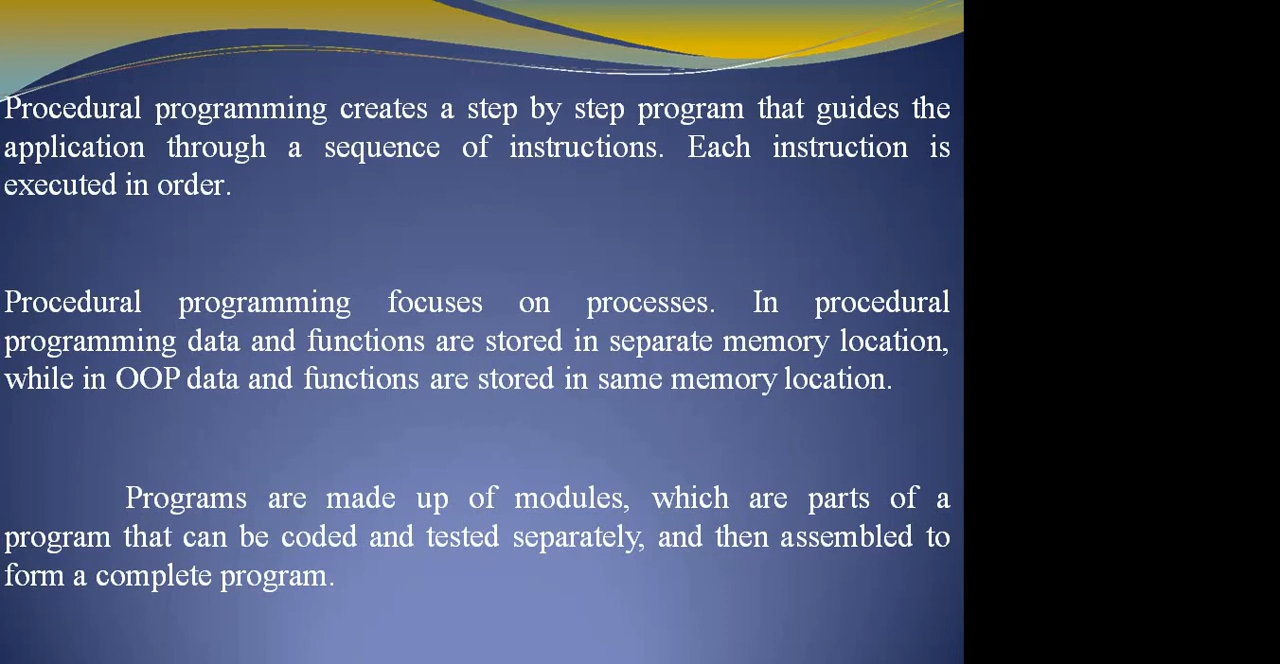 Procedural programming creates a step by step program that guides the
application through a sequence of instructions. Each instruction is
executed in order.
Procedural programming focuses on processes. In procedural
programming data and functions are stored in separate memory location,
while in OOP data and functions are stored in same memory location.
Programs are made up of modules, which are parts of a
program that can be coded and tested separately, and then assembled to
form a complete program.